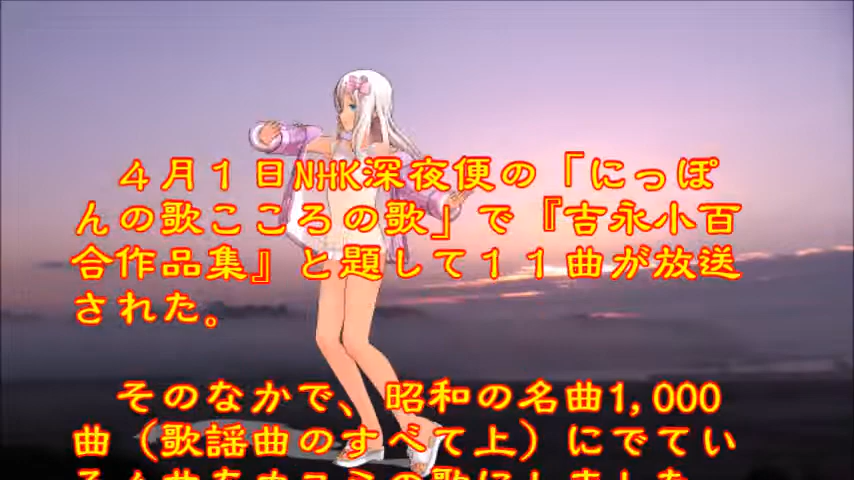 ４月１日NHK深夜便の「にっぽ
んの歌こころの歌」で『吉永小百
合作品集』と題して１１曲が放送
された。
そのなかで、昭和の名曲1,000
曲（歌謡曲のすべて上）にでてい